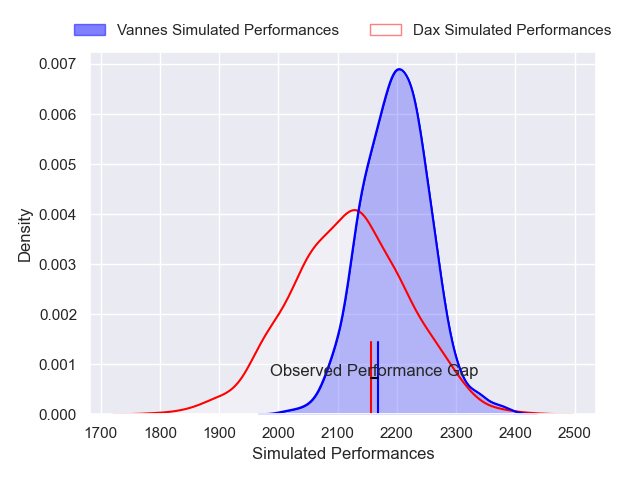 Vannes Simulated Performances
Dax Simulated Performances
0.007
0.006
0.005
0.004
0.003
0.002
0.001
0.000
Density
Observed Performance Gap
1700 1800 1900 2000 2100 2200 2300 2400 2500
Simulated Performances